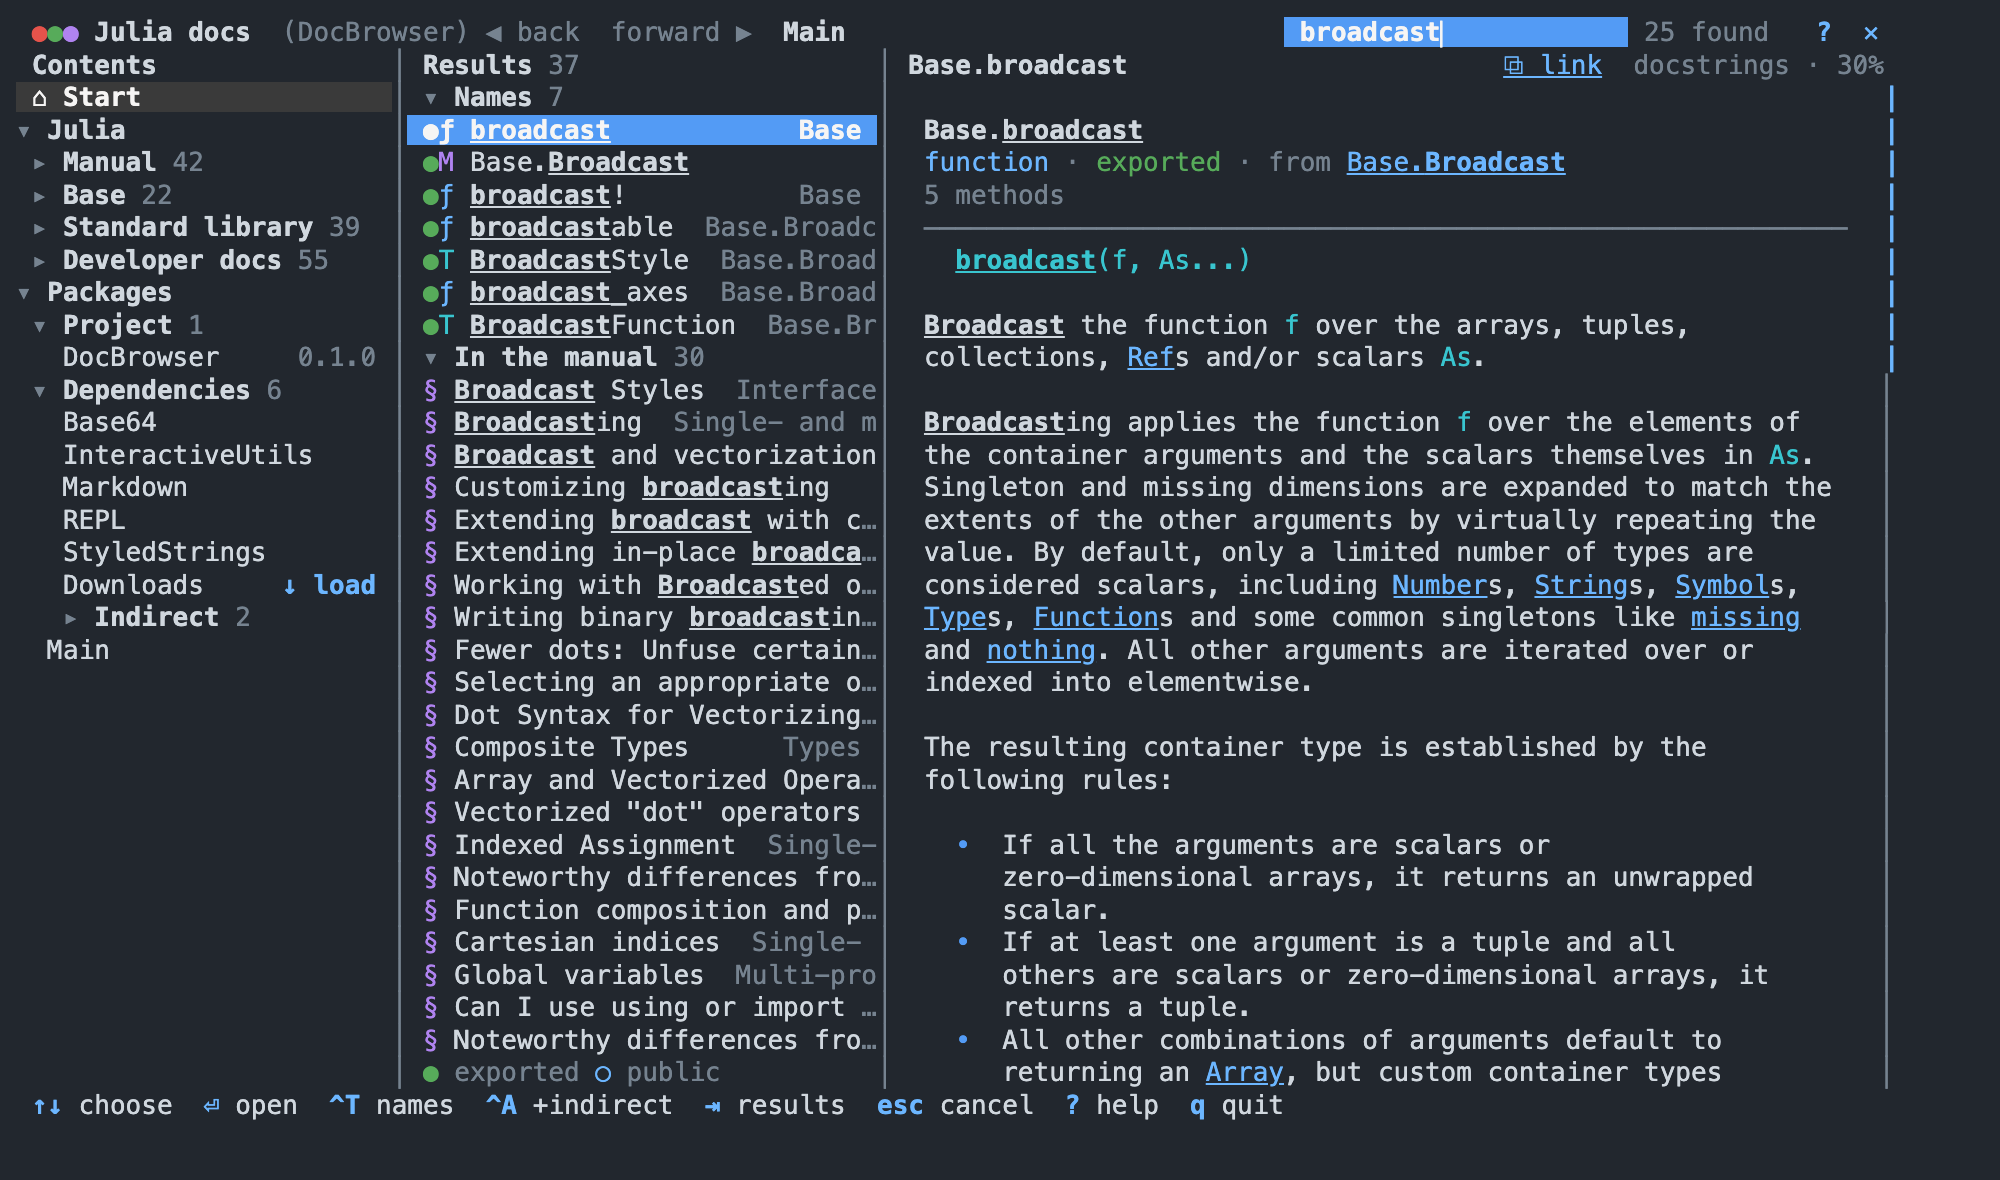 Julia docs (DocBrowser) ◀ back forward ▶ Main broadcast 25 found ? ×
Contents
⌂ Start
▾ Julia
▸ Manual 42
▸ Base 22
▸ Standard library 39
▸ Developer docs 55
▾ Packages
▾ Project 1
DocBrowser 0.1.0
▾ Dependencies 6
Base64
InteractiveUtils
Markdown
REPL
StyledStrings
Downloads ↓ load
▸ Indirect 2
Main
Results 37
▾ Names 7
●ƒ broadcast Base
●M Base.Broadcast
●ƒ broadcast! Base
●ƒ broadcastable Base.Broadc
●T BroadcastStyle Base.Broad
●ƒ broadcast_axes Base.Broad
●T BroadcastFunction Base.Br
▾ In the manual 30
§ Broadcast Styles Interface
§ Broadcasting Single- and m
§ Broadcast and vectorization
§ Customizing broadcasting
§ Extending broadcast with c…
§ Extending in-place broadca…
§ Working with Broadcasted o…
§ Writing binary broadcastin…
§ Fewer dots: Unfuse certain…
§ Selecting an appropriate o…
§ Dot Syntax for Vectorizing…
§ Composite Types Types
§ Array and Vectorized Opera…
§ Vectorized "dot" operators
§ Indexed Assignment Single-
§ Noteworthy differences fro…
§ Function composition and p…
§ Cartesian indices Single-
§ Global variables Multi-pro
§ Can I use using or import …
§ Noteworthy differences fro…
● exported ○ public
Base.broadcast ⧉ link docstrings · 30%
Base.broadcast
function · exported · from Base.Broadcast
5 methods
broadcast(f, As...)
Broadcast the function f over the arrays, tuples,
collections, Refs and/or scalars As.
Broadcasting applies the function f over the elements of
the container arguments and the scalars themselves in As.
Singleton and missing dimensions are expanded to match the
extents of the other arguments by virtually repeating the
value. By default, only a limited number of types are
considered scalars, including Numbers, Strings, Symbols,
Types, Functions and some common singletons like missing
and nothing. All other arguments are iterated over or
indexed into elementwise.
The resulting container type is established by the
following rules:
• If all the arguments are scalars or
zero-dimensional arrays, it returns an unwrapped
scalar.
• If at least one argument is a tuple and all
others are scalars or zero-dimensional arrays, it
returns a tuple.
• All other combinations of arguments default to
returning an Array, but custom container types
↑↓ choose ⏎ open ^T names ^A +indirect ⇥ results esc cancel ? help q quit